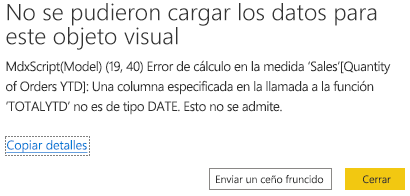 No se pudieron cargar los datos para
este objeto visual
MdxScript(Model) (19, 40) Error de cálculo en la medida 'Sales'[Quantity
of Orders YTD]: Una columna especificada en la llamada a la función
'TOTALYTD' no es de tipo DATE. Esto no se admite.
Copiar detalles
Enviar un ceño fruncido
Cerrar